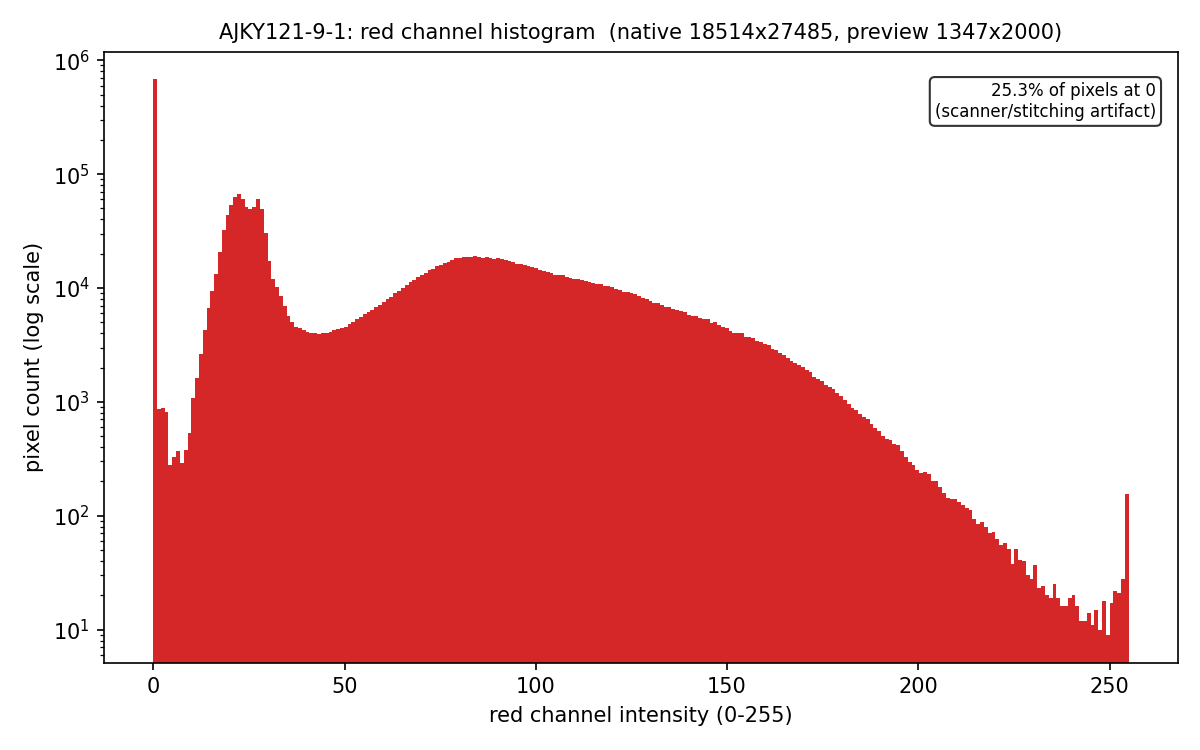 AJKY121-9-1: red channel histogram  (native 18514x27485, preview 1347x2000)
25.3% of pixels at 0
(scanner/stitching artifact)
pixel count (log scale)
10^6
10^5
10^4
10^3
10^2
10^1
0 50 100 150 200 250
red channel intensity (0-255)